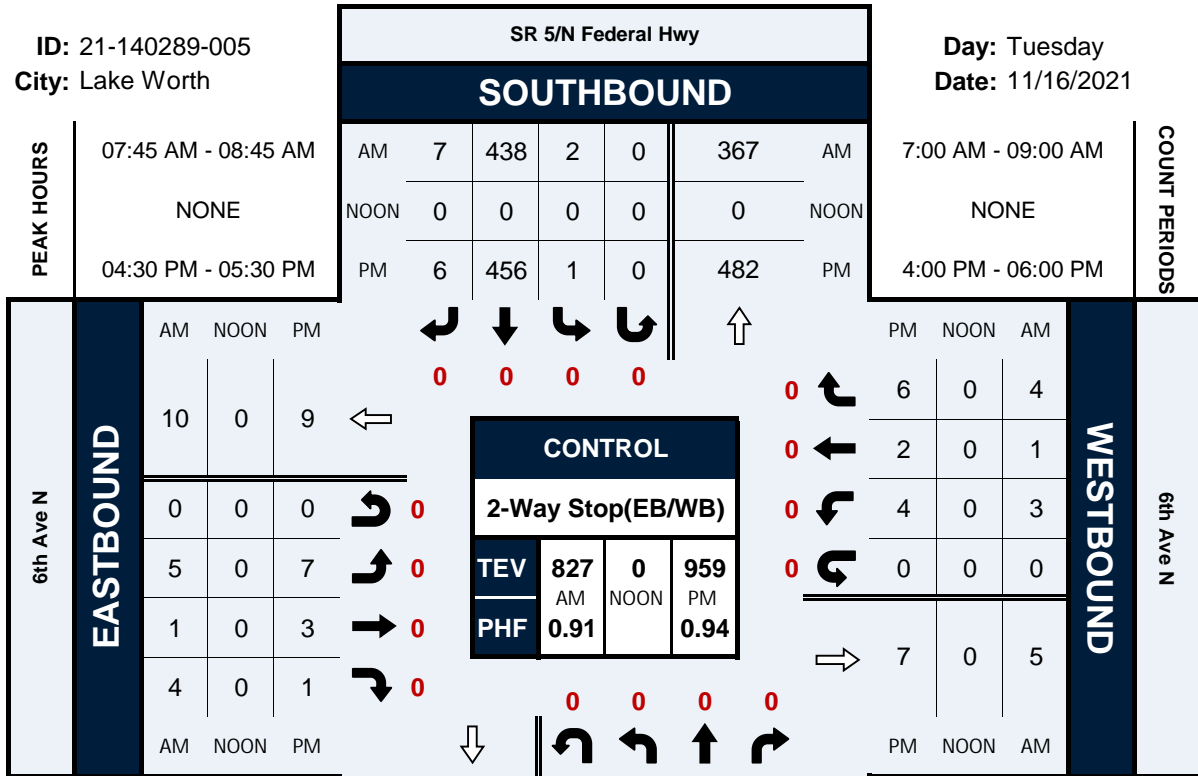 ID: 21-140289-005
City: Lake Worth
SR 5/N Federal Hwy
SOUTHBOUND
Day: Tuesday
Date: 11/16/2021
PEAK HOURS
07:45 AM - 08:45 AM
NONE
04:30 PM - 05:30 PM
AM 7 438 2 0 367 AM
NOON 0 0 0 0 0 NOON
PM 6 456 1 0 482 PM
7:00 AM - 09:00 AM
NONE
4:00 PM - 06:00 PM
COUNT PERIODS
0 0 0 0
6th Ave N
EASTBOUND
AM NOON PM
10 0 9
0 0 0 0
5 0 7 0
1 0 3 0
4 0 1 0
AM NOON PM
CONTROL
2-Way Stop(EB/WB)
TEV 827 0 959
AM NOON PM
PHF 0.91 0.94
PM NOON AM
0 6 0 4
0 2 0 1
0 4 0 3
0 0 0 0
7 0 5
PM NOON AM
WESTBOUND
6th Ave N
0 0 0 0